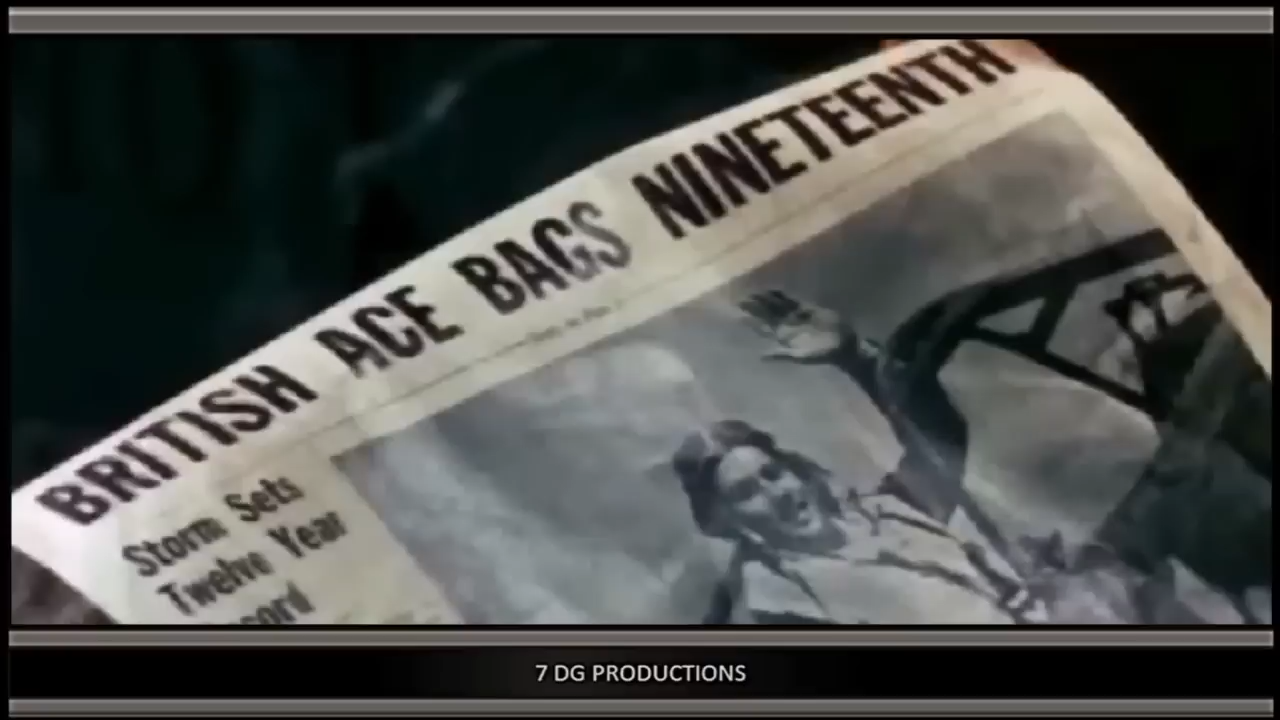 BRITISH ACE BAGS NINETEENTH
Storm Sets
Twelve Year
7 DG PRODUCTIONS